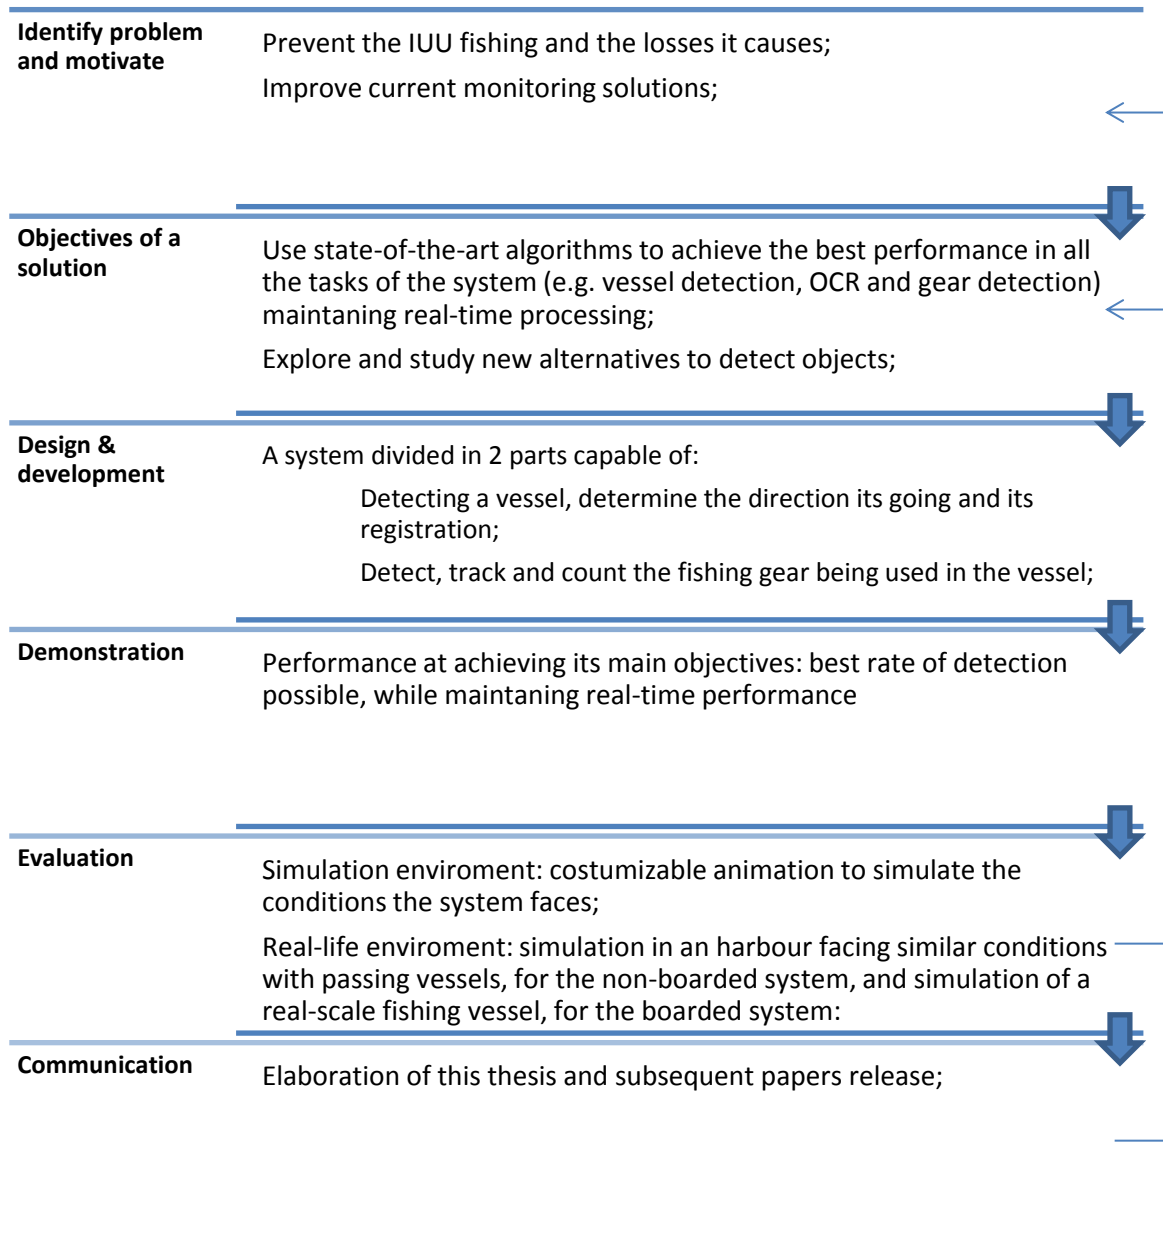 Identify problem
and motivate
Prevent the IUU fishing and the losses it causes;
Improve current monitoring solutions;
Objectives of a
solution
Use state-of-the-art algorithms to achieve the best performance in all
the tasks of the system (e.g. vessel detection, OCR and gear detection)
maintaning real-time processing;
Explore and study new alternatives to detect objects;
Design &
development
A system divided in 2 parts capable of:
Detecting a vessel, determine the direction its going and its
registration;
Detect, track and count the fishing gear being used in the vessel;
Demonstration
Performance at achieving its main objectives: best rate of detection
possible, while maintaning real-time performance
Evaluation
Simulation enviroment: costumizable animation to simulate the
conditions the system faces;
Real-life enviroment: simulation in an harbour facing similar conditions
with passing vessels, for the non-boarded system, and simulation of a
real-scale fishing vessel, for the boarded system:
Communication
Elaboration of this thesis and subsequent papers release;